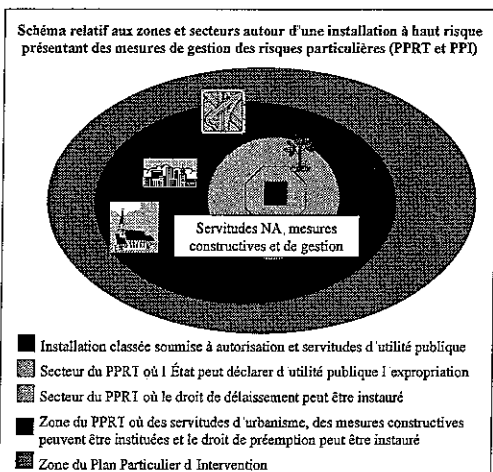 Schéma relatif aux zones et secteurs autour d'une installation à haut risque
présentant des mesures de gestion des risques particulières (PPRT et PPI)
Servitudes NA, mesures
constructives et de gestion
Installation classée soumise à autorisation et servitudes d'utilité publique
Secteur du PPRT où l État peut déclarer d utilité publique l expropriation
Secteur du PPRT où le droit de délaissement peut être instauré
Zone du PPRT où des servitudes d'urbanisme, des mesures constructives
peuvent être instituées et le droit de préemption peut être instauré
Zone du Plan Particulier d Intervention